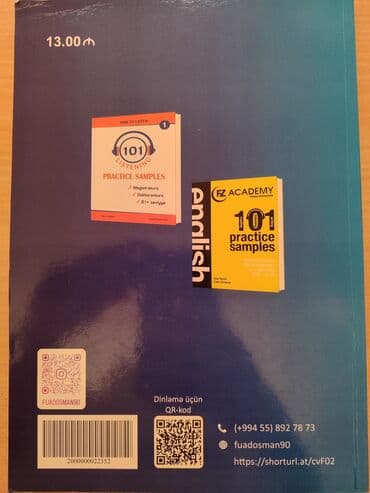 13.00 ₼
1
101
LISTENING
PRACTICE SAMPLES
✓ Magistratura
✓ Doktorantura
✓ B1+ səviyyə
FZ ACADEMY
english
101
practice
samples
FUADOSMAN90
2000000022352
Dinləmə üçün
QR-kod
(+994 55) 892 78 73
fuadosman90
https://shorturl.at/cvF02